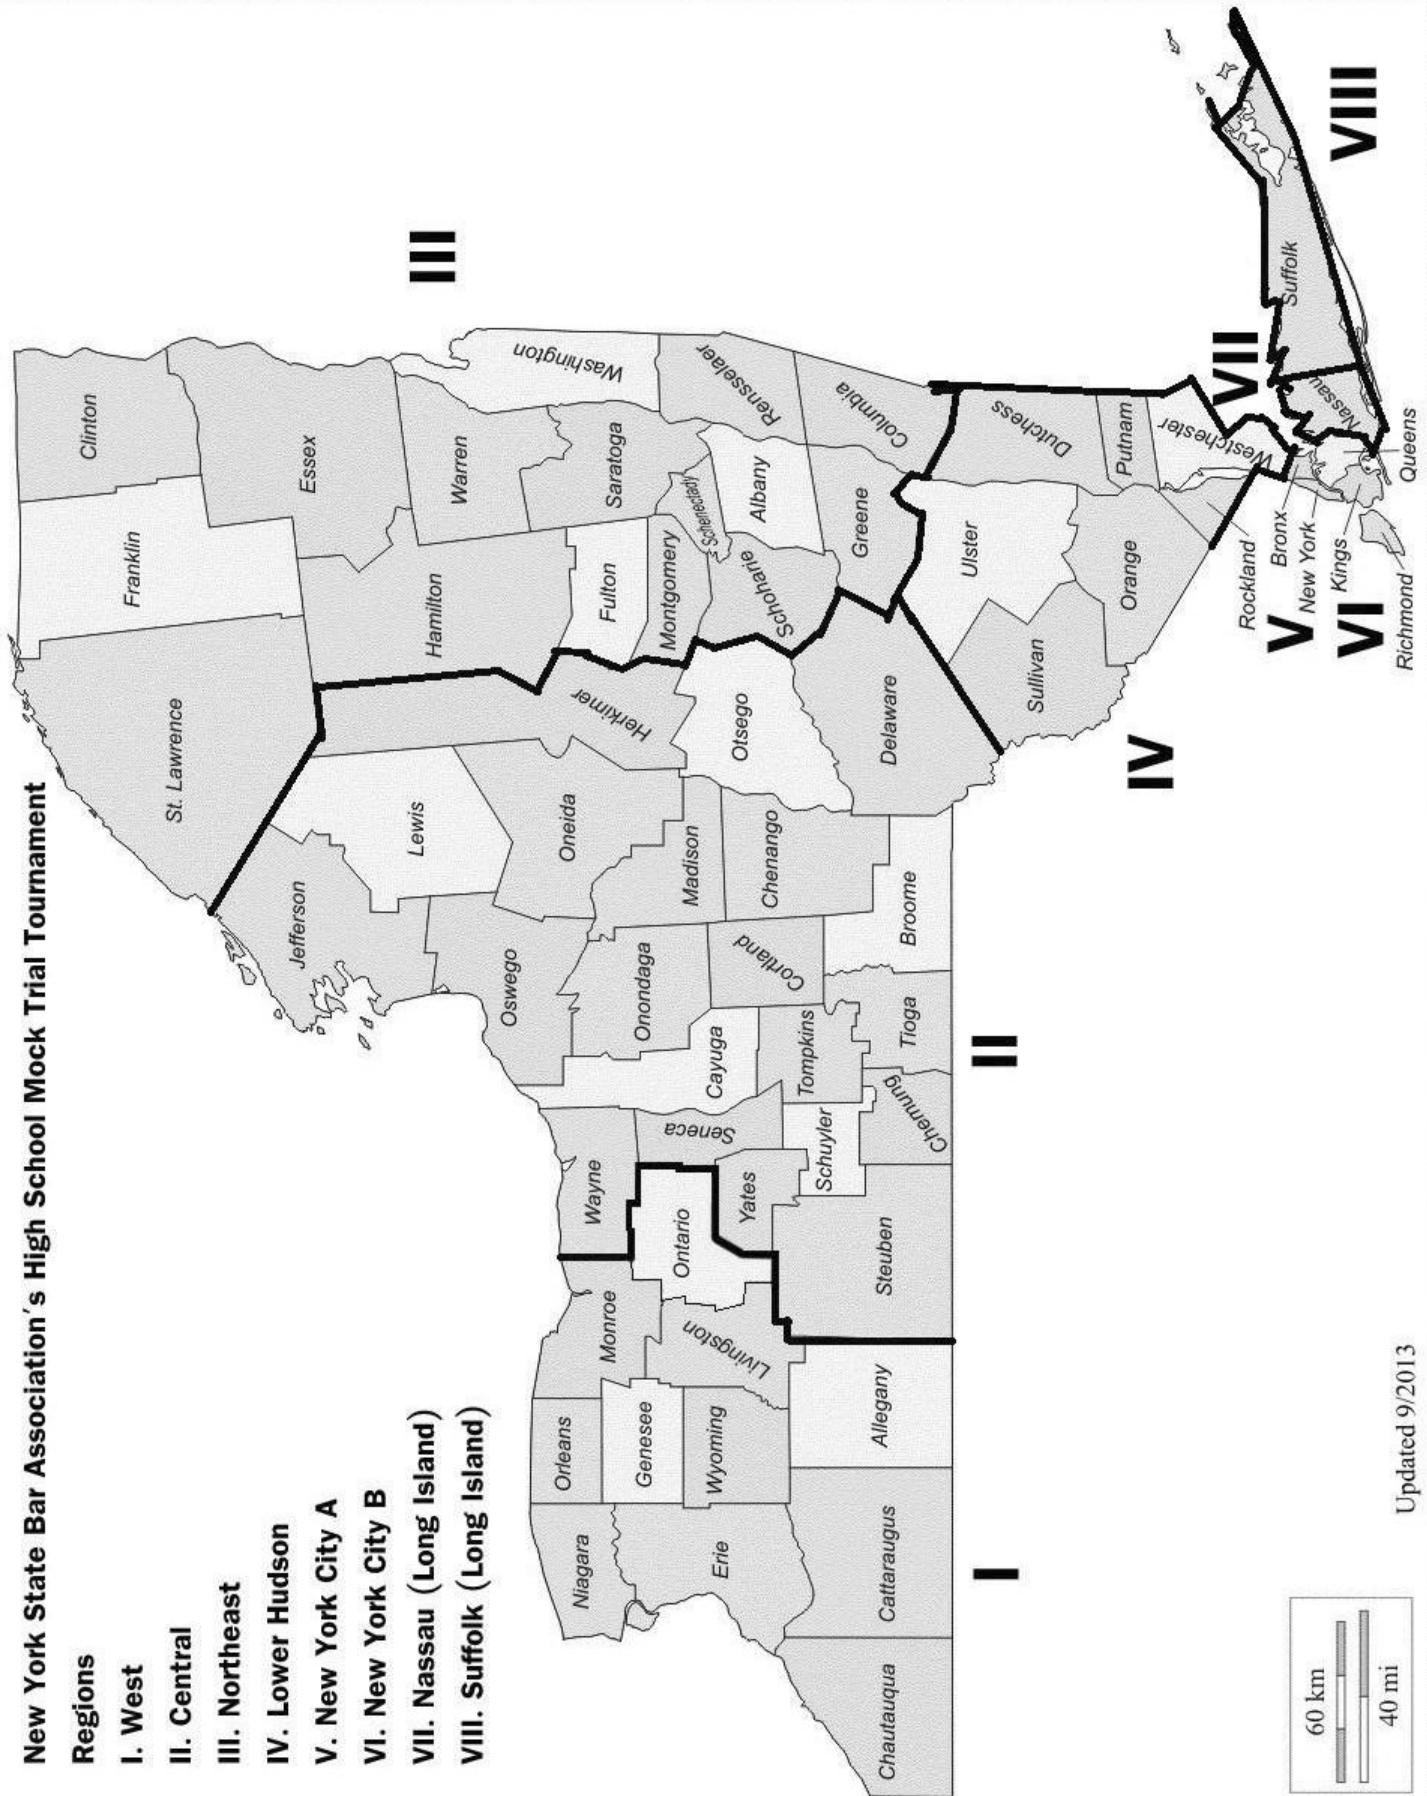 New York State Bar Association's High School Mock Trial Tournament
Regions
I. West
II. Central
III. Northeast
IV. Lower Hudson
V. New York City A
VI. New York City B
VII. Nassau (Long Island)
VIII. Suffolk (Long Island)
Clinton
Franklin
St. Lawrence
Essex
Jefferson
Lewis
Hamilton
Warren
Washington
Herkimer
Oneida
Oswego
Fulton
Saratoga
III
Niagara
Orleans
Monroe
Wayne
Onondaga
Madison
Montgomery
Schenectady
Rensselaer
Genesee
Ontario
Seneca
Cayuga
Erie
Wyoming
Livingston
Yates
Cortland
Chenango
Otsego
Schoharie
Albany
Tompkins
Schuyler
Greene
Columbia
Chautauqua
Cattaraugus
Allegany
Steuben
Chemung
Tioga
Broome
Delaware
I
II
Ulster
Dutchess
Sullivan
Orange
Putnam
IV
Westchester
Rockland
VII
Bronx
Suffolk
V
New York
Nassau
Kings
VI
VIII
Richmond
Queens
60 km
40 mi
Updated 9/2013